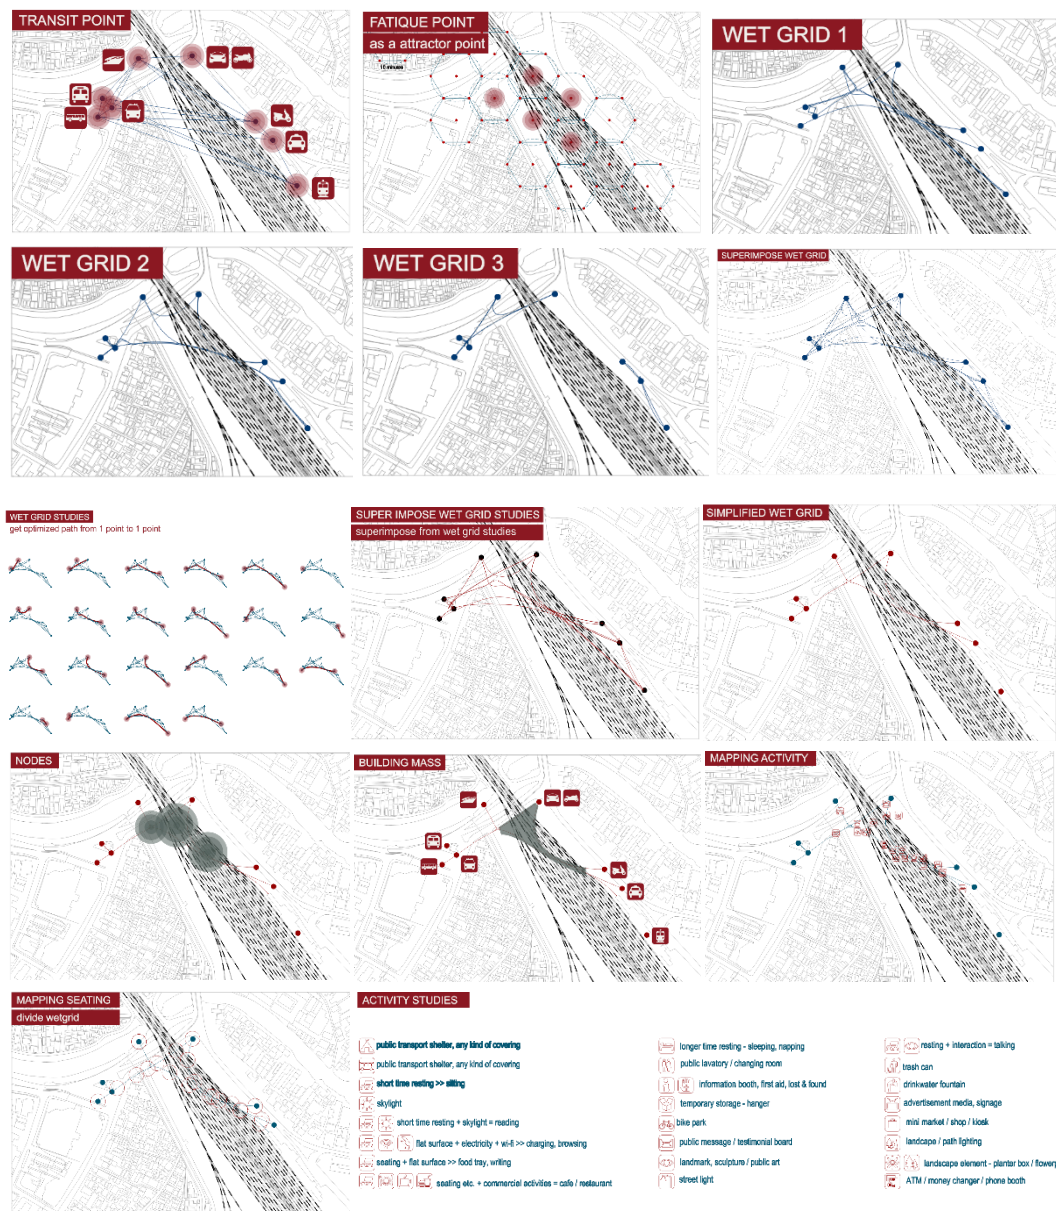 TRANSIT POINT
FATIQUE POINT
as a attractor point
15 minutes
WET GRID 1
WET GRID 2
WET GRID 3
SUPERIMPOSE WET GRID
WET GRID STUDIES
get optimized path from 1 point to 1 point
SUPER IMPOSE WET GRID STUDIES
superimpose from wet grid studies
SIMPLIFIED WET GRID
NODES
BUILDING MASS
MAPPING ACTIVITY
MAPPING SEATING
divide wetgrid
ACTIVITY STUDIES
public transport shelter, any kind of covering
public transport shelter, any kind of covering
short time resting >> sitting
skylight
short time resting + skylight = reading
flat surface + electricity + wi-fi >> charging, browsing
seating + flat surface >> food tray, writing
seating etc. + commercial activities = cafe / restaurant
longer time resting - sleeping, napping
public lavatory / changing room
information booth, first aid, lost & found
temporary storage - hanger
bike park
public message / testimonial board
landmark, sculpture / public art
street light
resting + interaction = talking
trash can
drinkwater fountain
advertisement media, signage
mini market / shop / kiosk
landcape / path lighting
landscape element - plantar box / flowery
ATM / money changer / phone booth